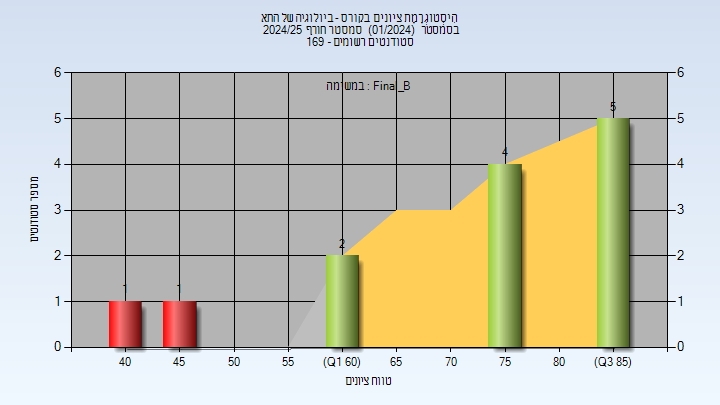 היסטוגרמת ציונים בקורס - ביולוגיה של התא
בסמסטר (01/2024) סמסטר חורף 2024/25
סטודנטים רשומים - 169
במשימה : Final_B
מספר סטודנטים
6 6
5 5
4 4
3 3
2 2
1 1
0 0
1 1 2 4 5
40 45 50 55 (Q1 60) 65 70 75 80 (Q3 85)
טווח ציונים